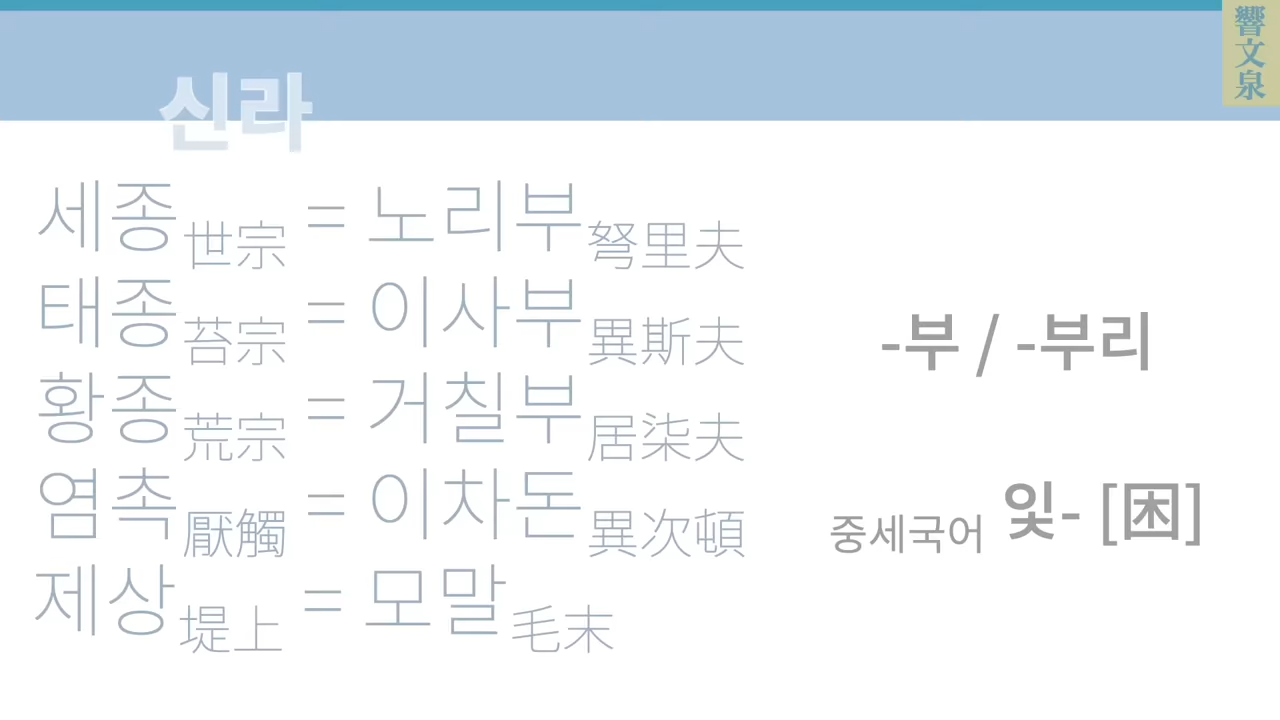 響文泉
신라
세종世宗 = 노리부弩里夫
태종苔宗 = 이사부異斯夫
황종荒宗 = 거칠부居柒夫
염촉厭觸 = 이차돈異次頓
제상堤上 = 모말毛末
-부 / -부리
중세국어 잋- [困]